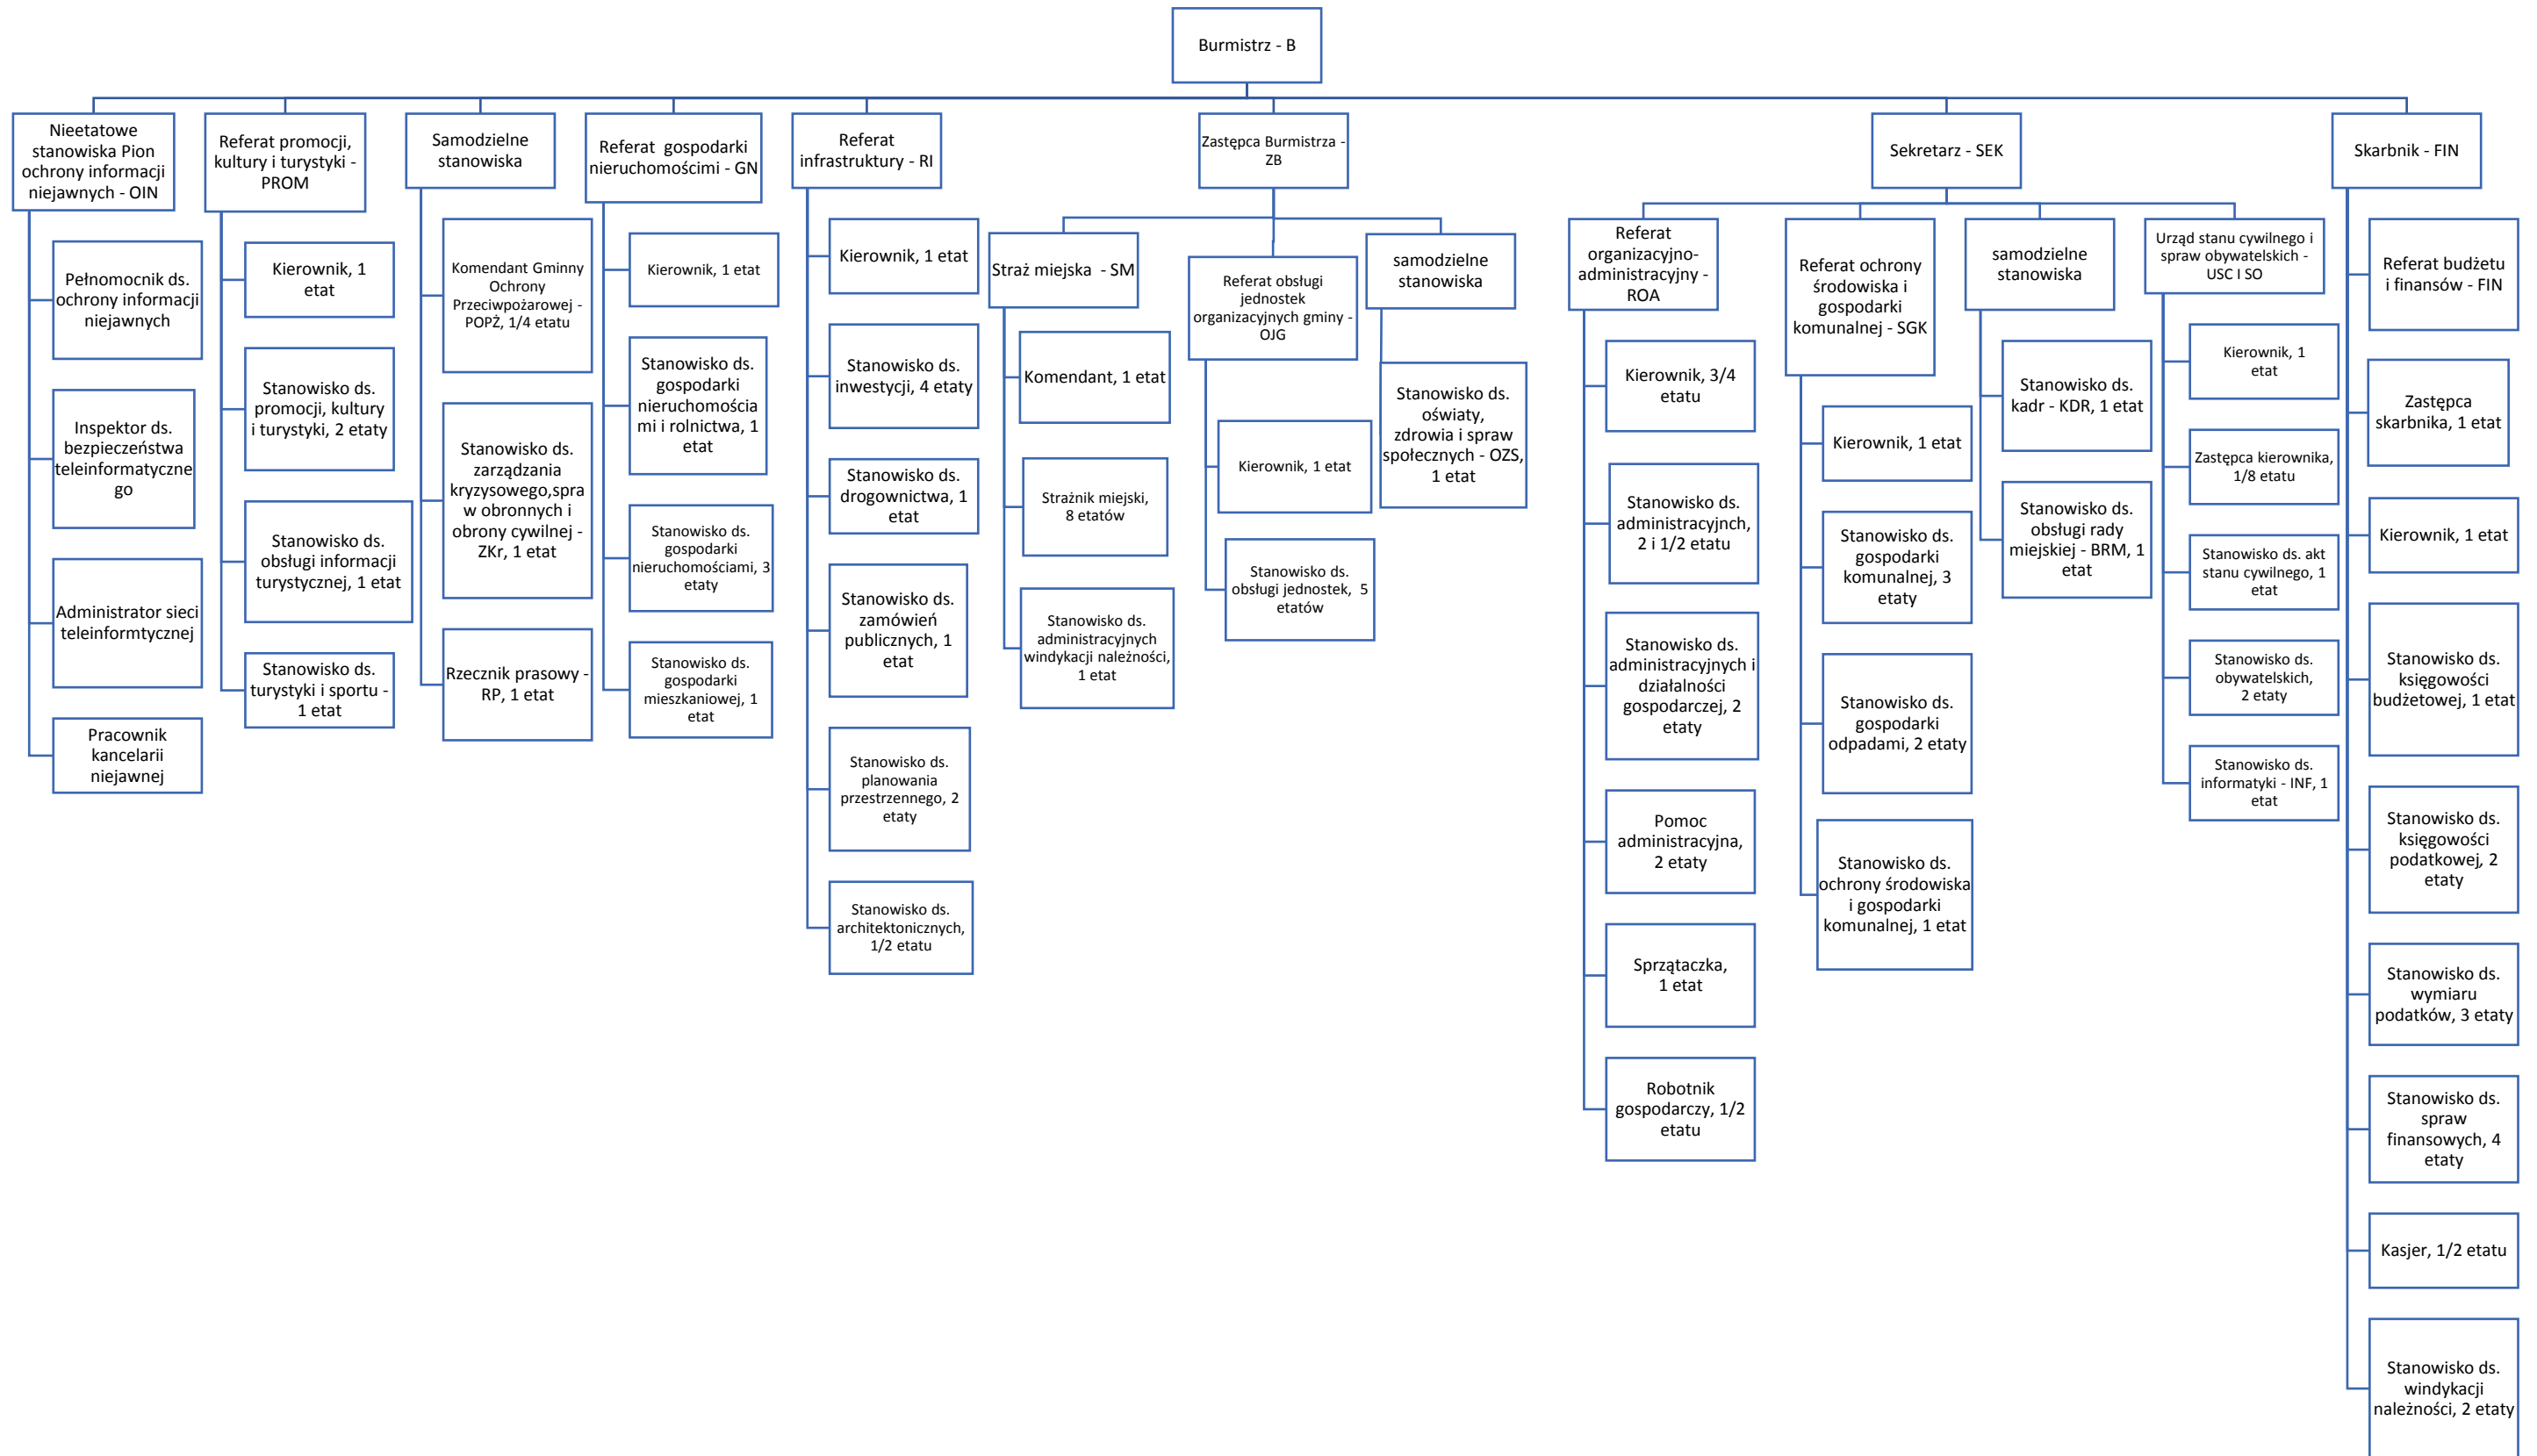 Burmistrz - B
Nieetatowe
stanowiska Pion
ochrony informacji
niejawnych - OIN
Pełnomocnik ds.
ochrony informacji
niejawnych
Inspektor ds.
bezpieczeństwa
teleinformatyczne
go
Administrator sieci
teleinformtycznej
Pracownik
kancelarii
niejawnej
Referat promocji,
kultury i turystyki -
PROM
Kierownik, 1
etat
Stanowisko ds.
promocji, kultury
i turystyki, 2 etaty
Stanowisko ds.
obsługi informacji
turystycznej, 1 etat
Stanowisko ds.
turystyki i sportu -
1 etat
Samodzielne
stanowiska
Komendant Gminny
Ochrony
Przeciwpożarowej -
POPŻ, 1/4 etatu
Stanowisko ds.
zarządzania
kryzysowego,spra
w obronnych i
obrony cywilnej -
ZKr, 1 etat
Rzecznik prasowy -
RP, 1 etat
Referat  gospodarki
nieruchomościmi - GN
Kierownik, 1 etat
Stanowisko ds.
gospodarki
nieruchomościa
mi i rolnictwa, 1
etat
Stanowisko ds.
gospodarki
nieruchomościami, 3
etaty
Stanowisko ds.
gospodarki
mieszkaniowej, 1
etat
Referat
infrastruktury - RI
Kierownik, 1 etat
Stanowisko ds.
inwestycji, 4 etaty
Stanowisko ds.
drogownictwa, 1
etat
Stanowisko ds.
zamówień
publicznych, 1
etat
Stanowisko ds.
planowania
przestrzennego, 2
etaty
Stanowisko ds.
architektonicznych,
1/2 etatu
Zastępca Burmistrza -
ZB
Straż miejska  - SM
Komendant, 1 etat
Strażnik miejski,
8 etatów
Stanowisko ds.
administracyjnych
windykacji należności,
1 etat
Referat obsługi
jednostek
organizacyjnych gminy -
OJG
Kierownik, 1 etat
Stanowisko ds.
obsługi jednostek,  5
etatów
samodzielne
stanowiska
Stanowisko ds.
oświaty,
zdrowia i spraw
społecznych - OZS,
1 etat
Sekretarz - SEK
Referat
organizacyjno-
administracyjny -
ROA
Kierownik, 3/4
etatu
Stanowisko ds.
administracyjnch,
2 i 1/2 etatu
Stanowisko ds.
administracyjnych i
działalności
gospodarczej, 2
etaty
Pomoc
administracyjna,
2 etaty
Sprzątaczka,
1 etat
Robotnik
gospodarczy, 1/2
etatu
Referat ochrony
środowiska i
gospodarki
komunalnej - SGK
Kierownik, 1 etat
Stanowisko ds.
gospodarki
komunalnej, 3
etaty
Stanowisko ds.
gospodarki
odpadami, 2 etaty
Stanowisko ds.
ochrony środowiska
i gospodarki
komunalnej, 1 etat
samodzielne
stanowiska
Stanowisko ds.
kadr - KDR, 1 etat
Stanowisko ds.
obsługi rady
miejskiej - BRM, 1
etat
Urząd stanu cywilnego i
spraw obywatelskich -
USC I SO
Kierownik, 1
etat
Zastępca kierownika,
1/8 etatu
Stanowisko ds. akt
stanu cywilnego, 1
etat
Stanowisko ds.
obywatelskich,
2 etaty
Stanowisko ds.
informatyki - INF, 1
etat
Skarbnik - FIN
Referat budżetu
i finansów - FIN
Zastępca
skarbnika, 1 etat
Kierownik, 1 etat
Stanowisko ds.
księgowości
budżetowej, 1 etat
Stanowisko ds.
księgowości
podatkowej, 2
etaty
Stanowisko ds.
wymiaru
podatków, 3 etaty
Stanowisko ds.
spraw
finansowych, 4
etaty
Kasjer, 1/2 etatu
Stanowisko ds.
windykacji
należności, 2 etaty